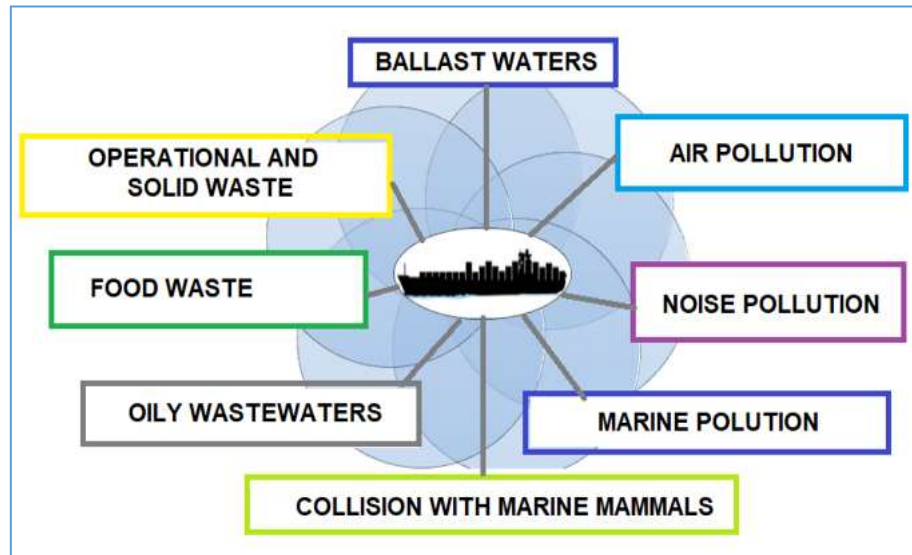 BALLAST WATERS
OPERATIONAL AND
SOLID WASTE
AIR POLLUTION
FOOD WASTE
NOISE POLLUTION
OILY WASTEWATERS
MARINE POLUTION
COLLISION WITH MARINE MAMMALS